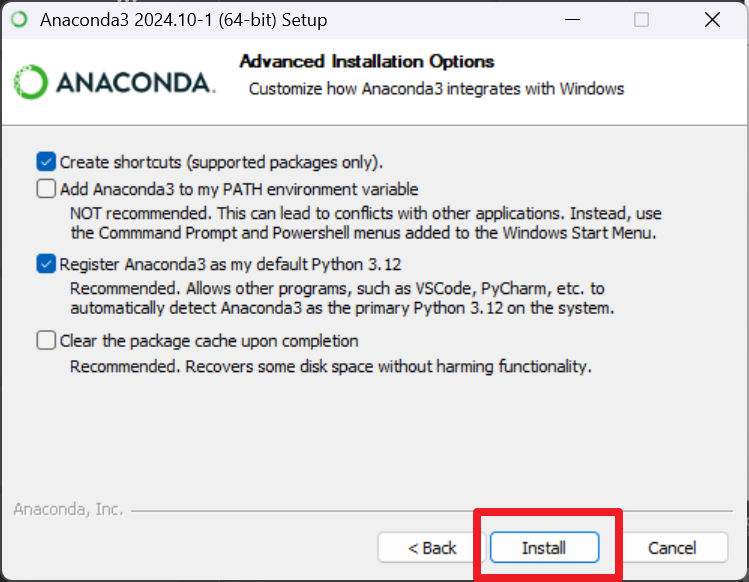 Anaconda3 2024.10-1 (64-bit) Setup
ANACONDA.
Advanced Installation Options
Customize how Anaconda3 integrates with Windows
Create shortcuts (supported packages only).
Add Anaconda3 to my PATH environment variable
NOT recommended. This can lead to conflicts with other applications. Instead, use
the Commmand Prompt and Powershell menus added to the Windows Start Menu.
Register Anaconda3 as my default Python 3.12
Recommended. Allows other programs, such as VSCode, PyCharm, etc. to
automatically detect Anaconda3 as the primary Python 3.12 on the system.
Clear the package cache upon completion
Recommended. Recovers some disk space without harming functionality.
Anaconda, Inc.
< Back
Install
Cancel